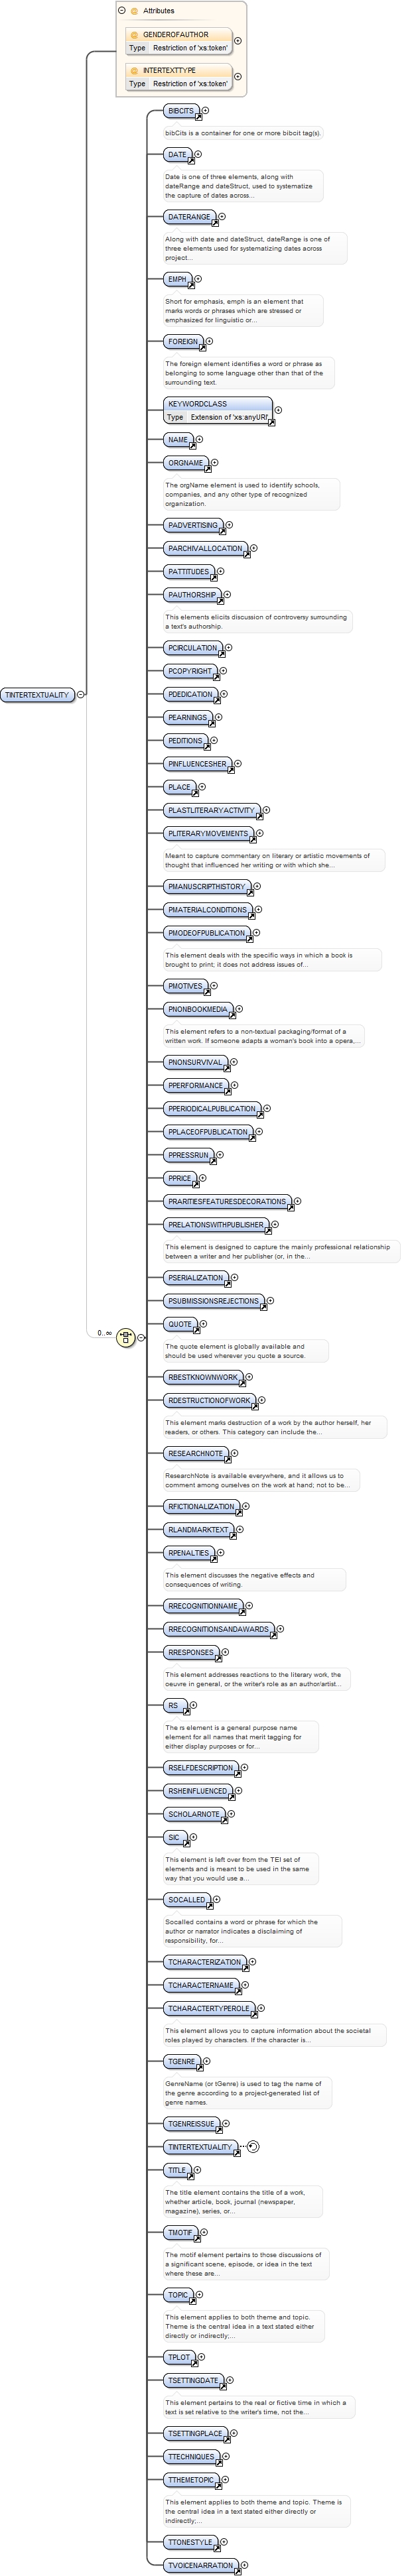 Attributes
GENDEROFAUTHOR
Type Restriction of 'xs:token'
INTERTEXTTYPE
Type Restriction of 'xs:token'
BIBCITS
bibCits is a container for one or more bibcit tag(s).
DATE
Date is one of three elements, along with
dateRange and dateStruct, used to systematize
the capture of dates across...
DATERANGE
Along with date and dateStruct, dateRange is one of
three elements used for systematizing dates across
project...
EMPH
Short for emphasis, emph is an element that
marks words or phrases which are stressed or
emphasized for linguistic or...
FOREIGN
The foreign element identifies a word or phrase as
belonging to some language other than that of the
surrounding text.
KEYWORDCLASS
Type Extension of 'xs:anyURI'
NAME
ORGNAME
The orgName element is used to identify schools,
companies, and any other type of recognized
organization.
PADVERTISING
PARCHIVALLOCATION
PATTITUDES
PAUTHORSHIP
This elements elicits discussion of controversy surrounding
a text's authorship.
PCIRCULATION
PCOPYRIGHT
TINTERTEXTUALITY
PDEDICATION
PEARNINGS
PEDITIONS
PINFLUENCESHER
PLACE
PLASTLITERARYACTIVITY
PLITERARYMOVEMENTS
Meant to capture commentary on literary or artistic movements of
thought that influenced her writing or with which she...
PMANUSCRIPTHISTORY
PMATERIALCONDITIONS
PMODEOFPUBLICATION
This element deals with the specific ways in which a book is
brought to print; it does not address issues of...
PMOTIVES
PNONBOOKMEDIA
This element refers to a non-textual packaging/format of a
written work. If someone adapts a woman's book into a opera,...
PNONSURVIVAL
PPERFORMANCE
PPERIODICALPUBLICATION
PPLACEOFPUBLICATION
PPRESSRUN
PPRICE
PRARITIESFEATURESDECORATIONS
PRELATIONSWITHPUBLISHER
This element is designed to capture the mainly professional relationship
between a writer and her publisher (or, in the...
PSERIALIZATION
PSUBMISSIONSREJECTIONS
QUOTE
0..∞
The quote element is globally available and
should be used wherever you quote a source.
RBESTKNOWNWORK
RDESTRUCTIONOFWORK
This element marks destruction of a work by the author herself, her
readers, or others. This category can include the...
RESEARCHNOTE
ResearchNote is available everywhere, and it allows us to
comment among ourselves on the work at hand; not to be...
RFICTIONALIZATION
RLANDMARKTEXT
RPENALTIES
This element discusses the negative effects and
consequences of writing.
RRECOGNITIONNAME
RRECOGNITIONSANDAWARDS
RRESPONSES
This element addresses reactions to the literary work, the
oeuvre in general, or the writer's role as an author/artist...
RS
The rs element is a general purpose name
element for all names that merit tagging for
either display purposes or for...
RSELFDESCRIPTION
RSHEINFLUENCED
SCHOLARNOTE
SIC
This element is left over from the TEI set of
elements and is meant to be used in the same
way that you would use a...
SOCALLED
Socalled contains a word or phrase for which the
author or narrator indicates a disclaiming of
responsibility, for...
TCHARACTERIZATION
TCHARACTERNAME
TCHARACTERTYPEROLE
This element allows you to capture information about the societal
roles played by characters. If the character is...
TGENRE
GenreName (or tGenre) is used to tag the name of
the genre according to a project-generated list of
genre names.
TGENREISSUE
TINTERTEXTUALITY
TITLE
The title element contains the title of a work,
whether article, book, journal (newspaper,
magazine), series, or...
TMOTIF
The motif element pertains to those discussions of
a significant scene, episode, or idea in the text
where these are...
TOPIC
This element applies to both theme and topic.
Theme is the central idea in a text stated either
directly or indirectly;...
TPLOT
TSETTINGDATE
This element pertains to the real or fictive time in which a
text is set relative to the writer's time, not the...
TSETTINGPLACE
TTECHNIQUES
TTHEMETOPIC
This element applies to both theme and topic. Theme is
the central idea in a text stated either directly or
indirectly;...
TTONESTYLE
TVOICENARRATION